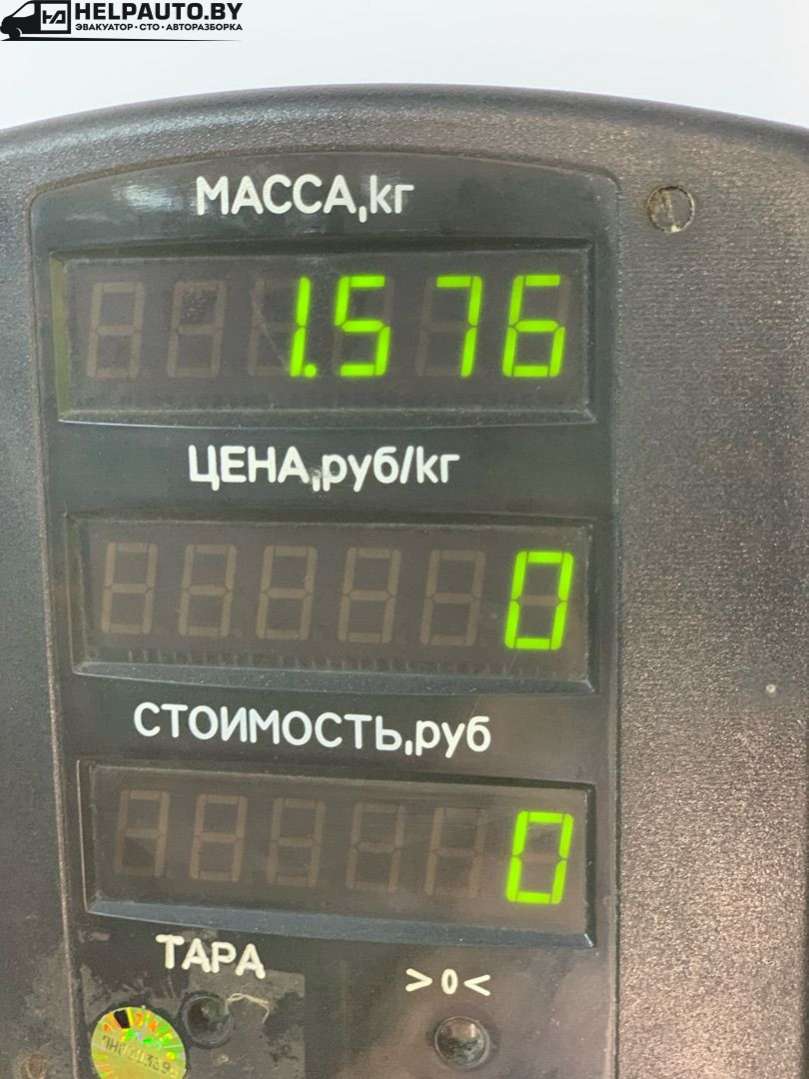 HELPAUTO.BY
ЭВАКУАТОР • СТО • АВТОРАЗБОРКА
МАССА,кг
1.576
ЦЕНА,руб/кг
0
СТОИМОСТЬ,руб
0
ТАРА
>0<